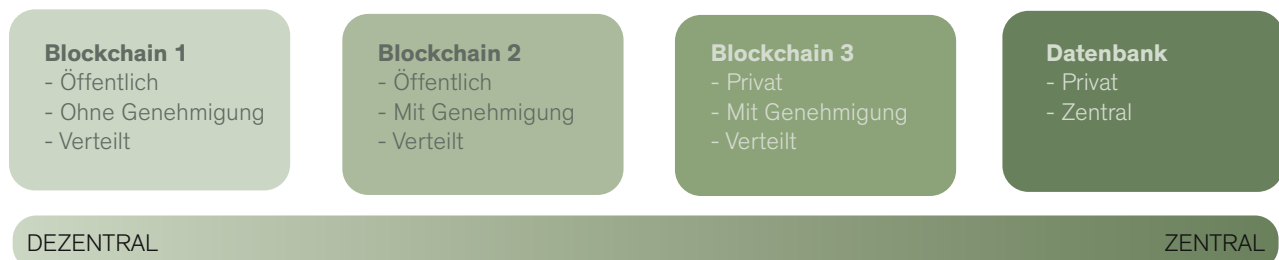 Blockchain 1
- Öffentlich
- Ohne Genehmigung
- Verteilt
Blockchain 2
- Öffentlich
- Mit Genehmigung
- Verteilt
Blockchain 3
- Privat
- Mit Genehmigung
- Verteilt
Datenbank
- Privat
- Zentral
DEZENTRAL
ZENTRAL